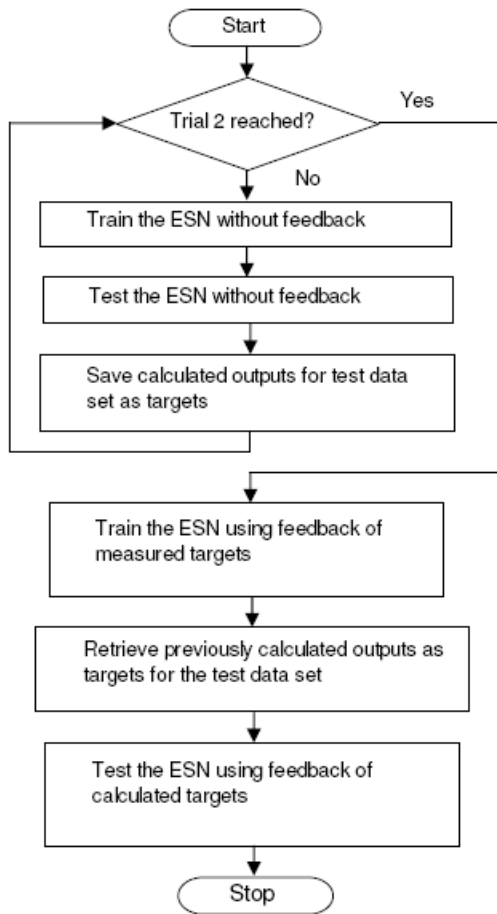 Start
Trial 2 reached?
Yes
No
Train the ESN without feedback
Test the ESN without feedback
Save calculated outputs for test data
set as targets
Train the ESN using feedback of
measured targets
Retrieve previously calculated outputs as
targets for the test data set
Test the ESN using feedback of
calculated targets
Stop